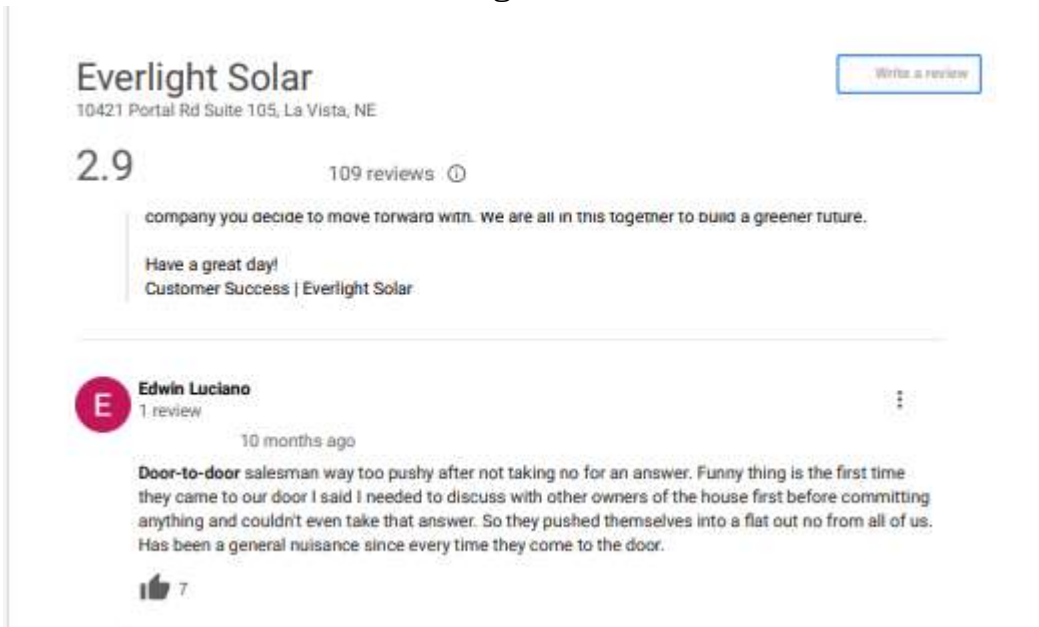 Everlight Solar
Write a review
10421 Portal Rd Suite 105, La Vista, NE
2.9
109 reviews
company you decide to move forward with. We are all in this together to build a greener future.
Have a great day!
Customer Success | Everlight Solar
E
Edwin Luciano
1 review
10 months ago
Door-to-door salesman way too pushy after not taking no for an answer. Funny thing is the first time
they came to our door I said I needed to discuss with other owners of the house first before committing
anything and couldn't even take that answer. So they pushed themselves into a flat out no from all of us.
Has been a general nuisance since every time they come to the door.
7